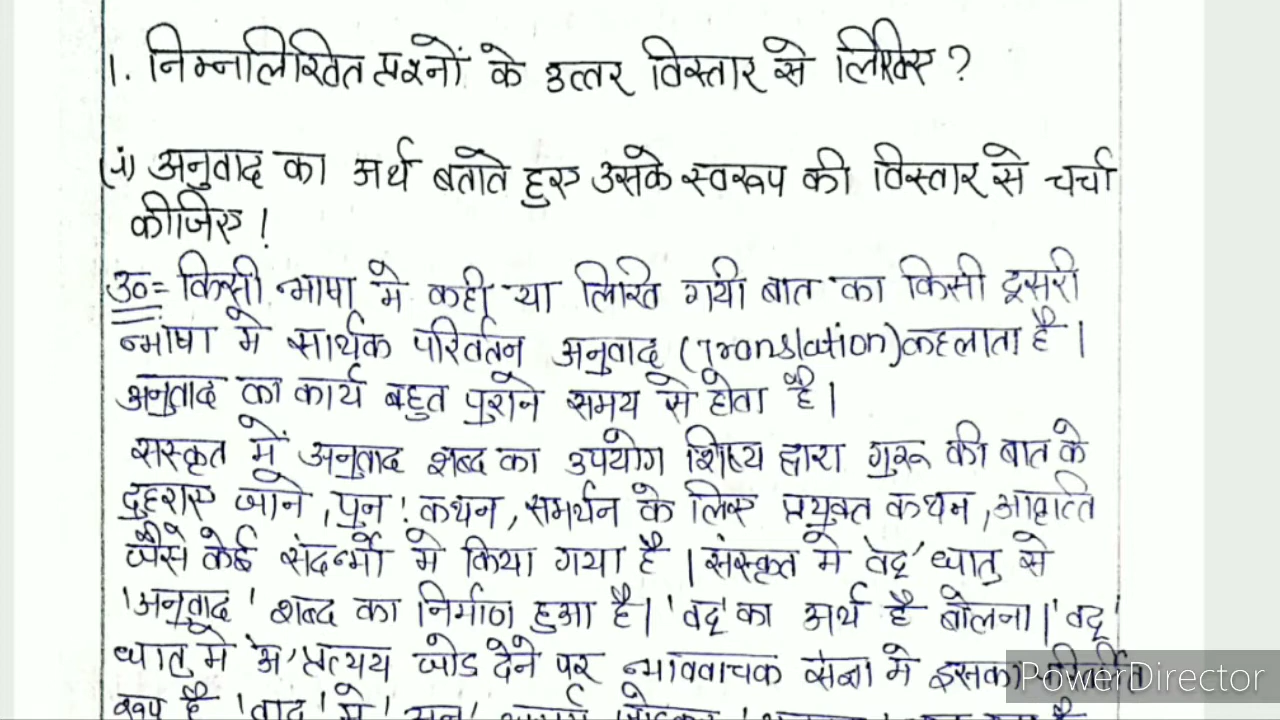 1. निम्नलिखित प्रश्नों के उत्तर विस्तार से लिखिए ?
(i) अनुवाद का अर्थ बताते हुए उसके स्वरूप की विस्तार से चर्चा
कीजिए !
उ०= किसी भाषा मे कही या लिखि गयी बात का किसी दूसरी
भाषा मे सार्थक परिर्वतन अनुवाद (Translation) कहलाता है।
अनुवाद का कार्य बहुत पुराने समय से होता है।
संस्कृत में अनुवाद शब्द का उपयोग शिष्य द्वारा गुरू की बात के
दुहराए जाने, पुन: कथन, समर्थन के लिए प्रयुक्त कथन, आवृत्ति
जैसे कई संदर्भो मे किया गया है। संस्कृत मे 'वद्' धातु से
'अनुवाद' शब्द का निर्माण हुआ है। 'वद्' का अर्थ है बोलना। 'वद्'
धातु मे 'अ' प्रत्यय जोड देने पर भाववाचक संज्ञा मे इसका
रूप है 'वाद' मे 'अनु'
PowerDirector